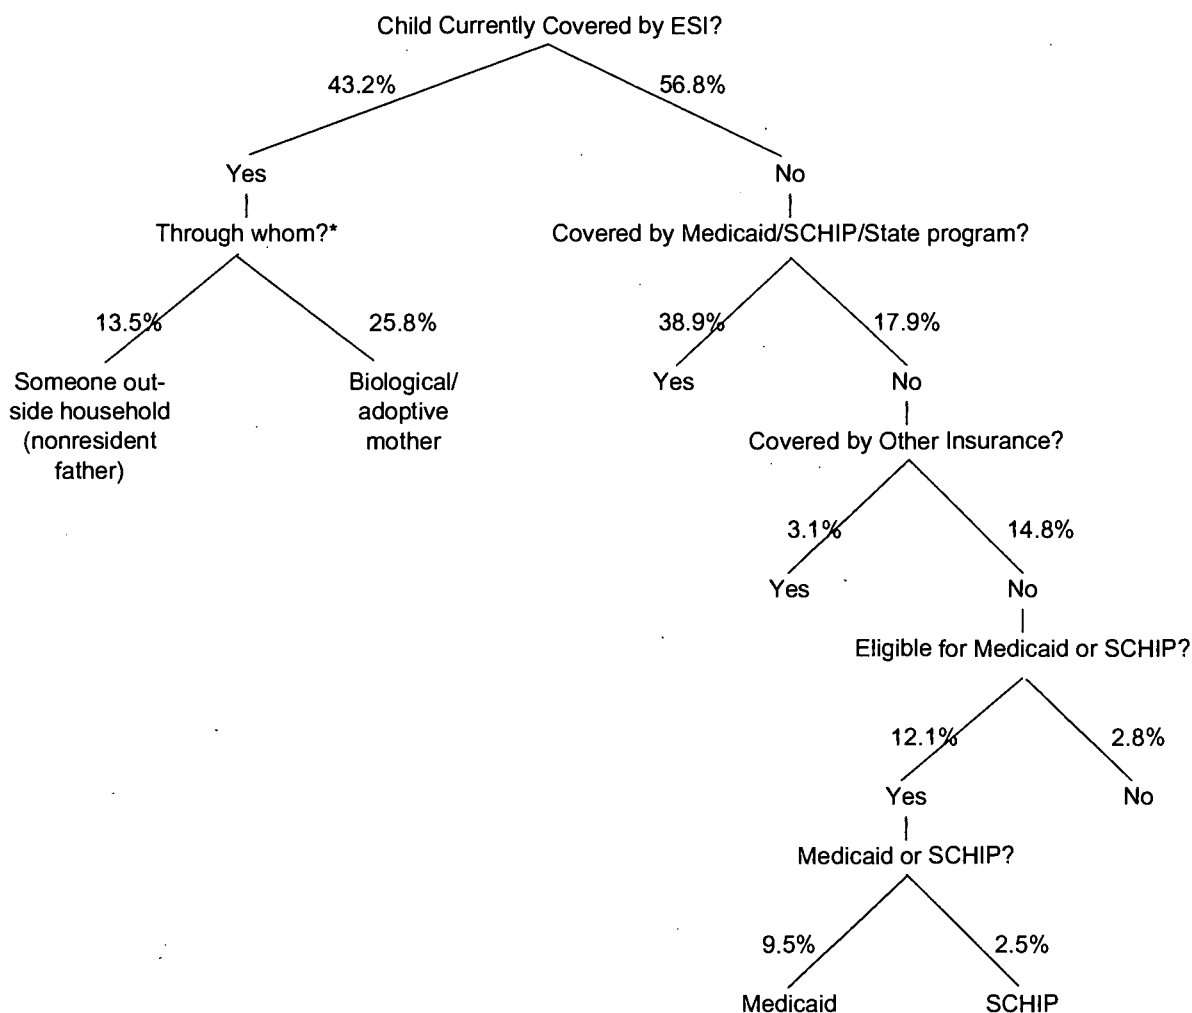 Child Currently Covered by ESI?
43.2%
56.8%
Yes
No
Through whom?*
Covered by Medicaid/SCHIP/State program?
13.5%
25.8%
38.9%
17.9%
Someone out-
side household
(nonresident
father)
Biological/
adoptive
mother
Yes
No
Covered by Other Insurance?
3.1%
14.8%
Yes
No
Eligible for Medicaid or SCHIP?
12.1%
2.8%
Yes
No
Medicaid or SCHIP?
9.5%
2.5%
Medicaid
SCHIP